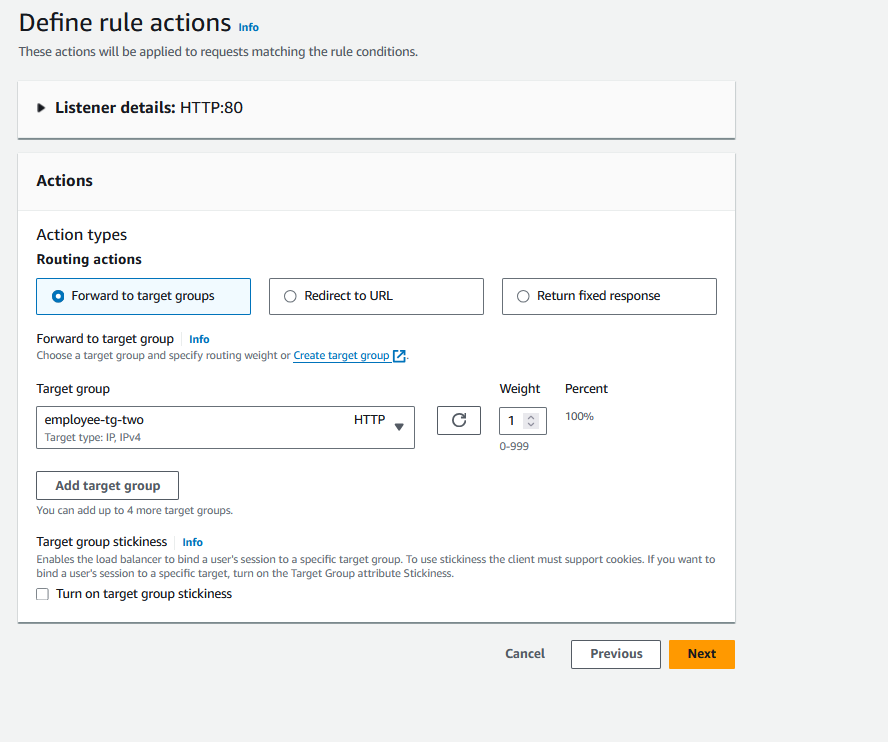 Define rule actions Info
These actions will be applied to requests matching the rule conditions.
Listener details: HTTP:80
Actions
Action types
Routing actions
Forward to target groups
Redirect to URL
Return fixed response
Forward to target group Info
Choose a target group and specify routing weight or Create target group.
Target group
Weight
Percent
employee-tg-two
HTTP
Target type: IP, IPv4
1
100%
0-999
Add target group
You can add up to 4 more target groups.
Target group stickiness Info
Enables the load balancer to bind a user's session to a specific target group. To use stickiness the client must support cookies. If you want to
bind a user's session to a specific target, turn on the Target Group attribute Stickiness.
Turn on target group stickiness
Cancel
Previous
Next